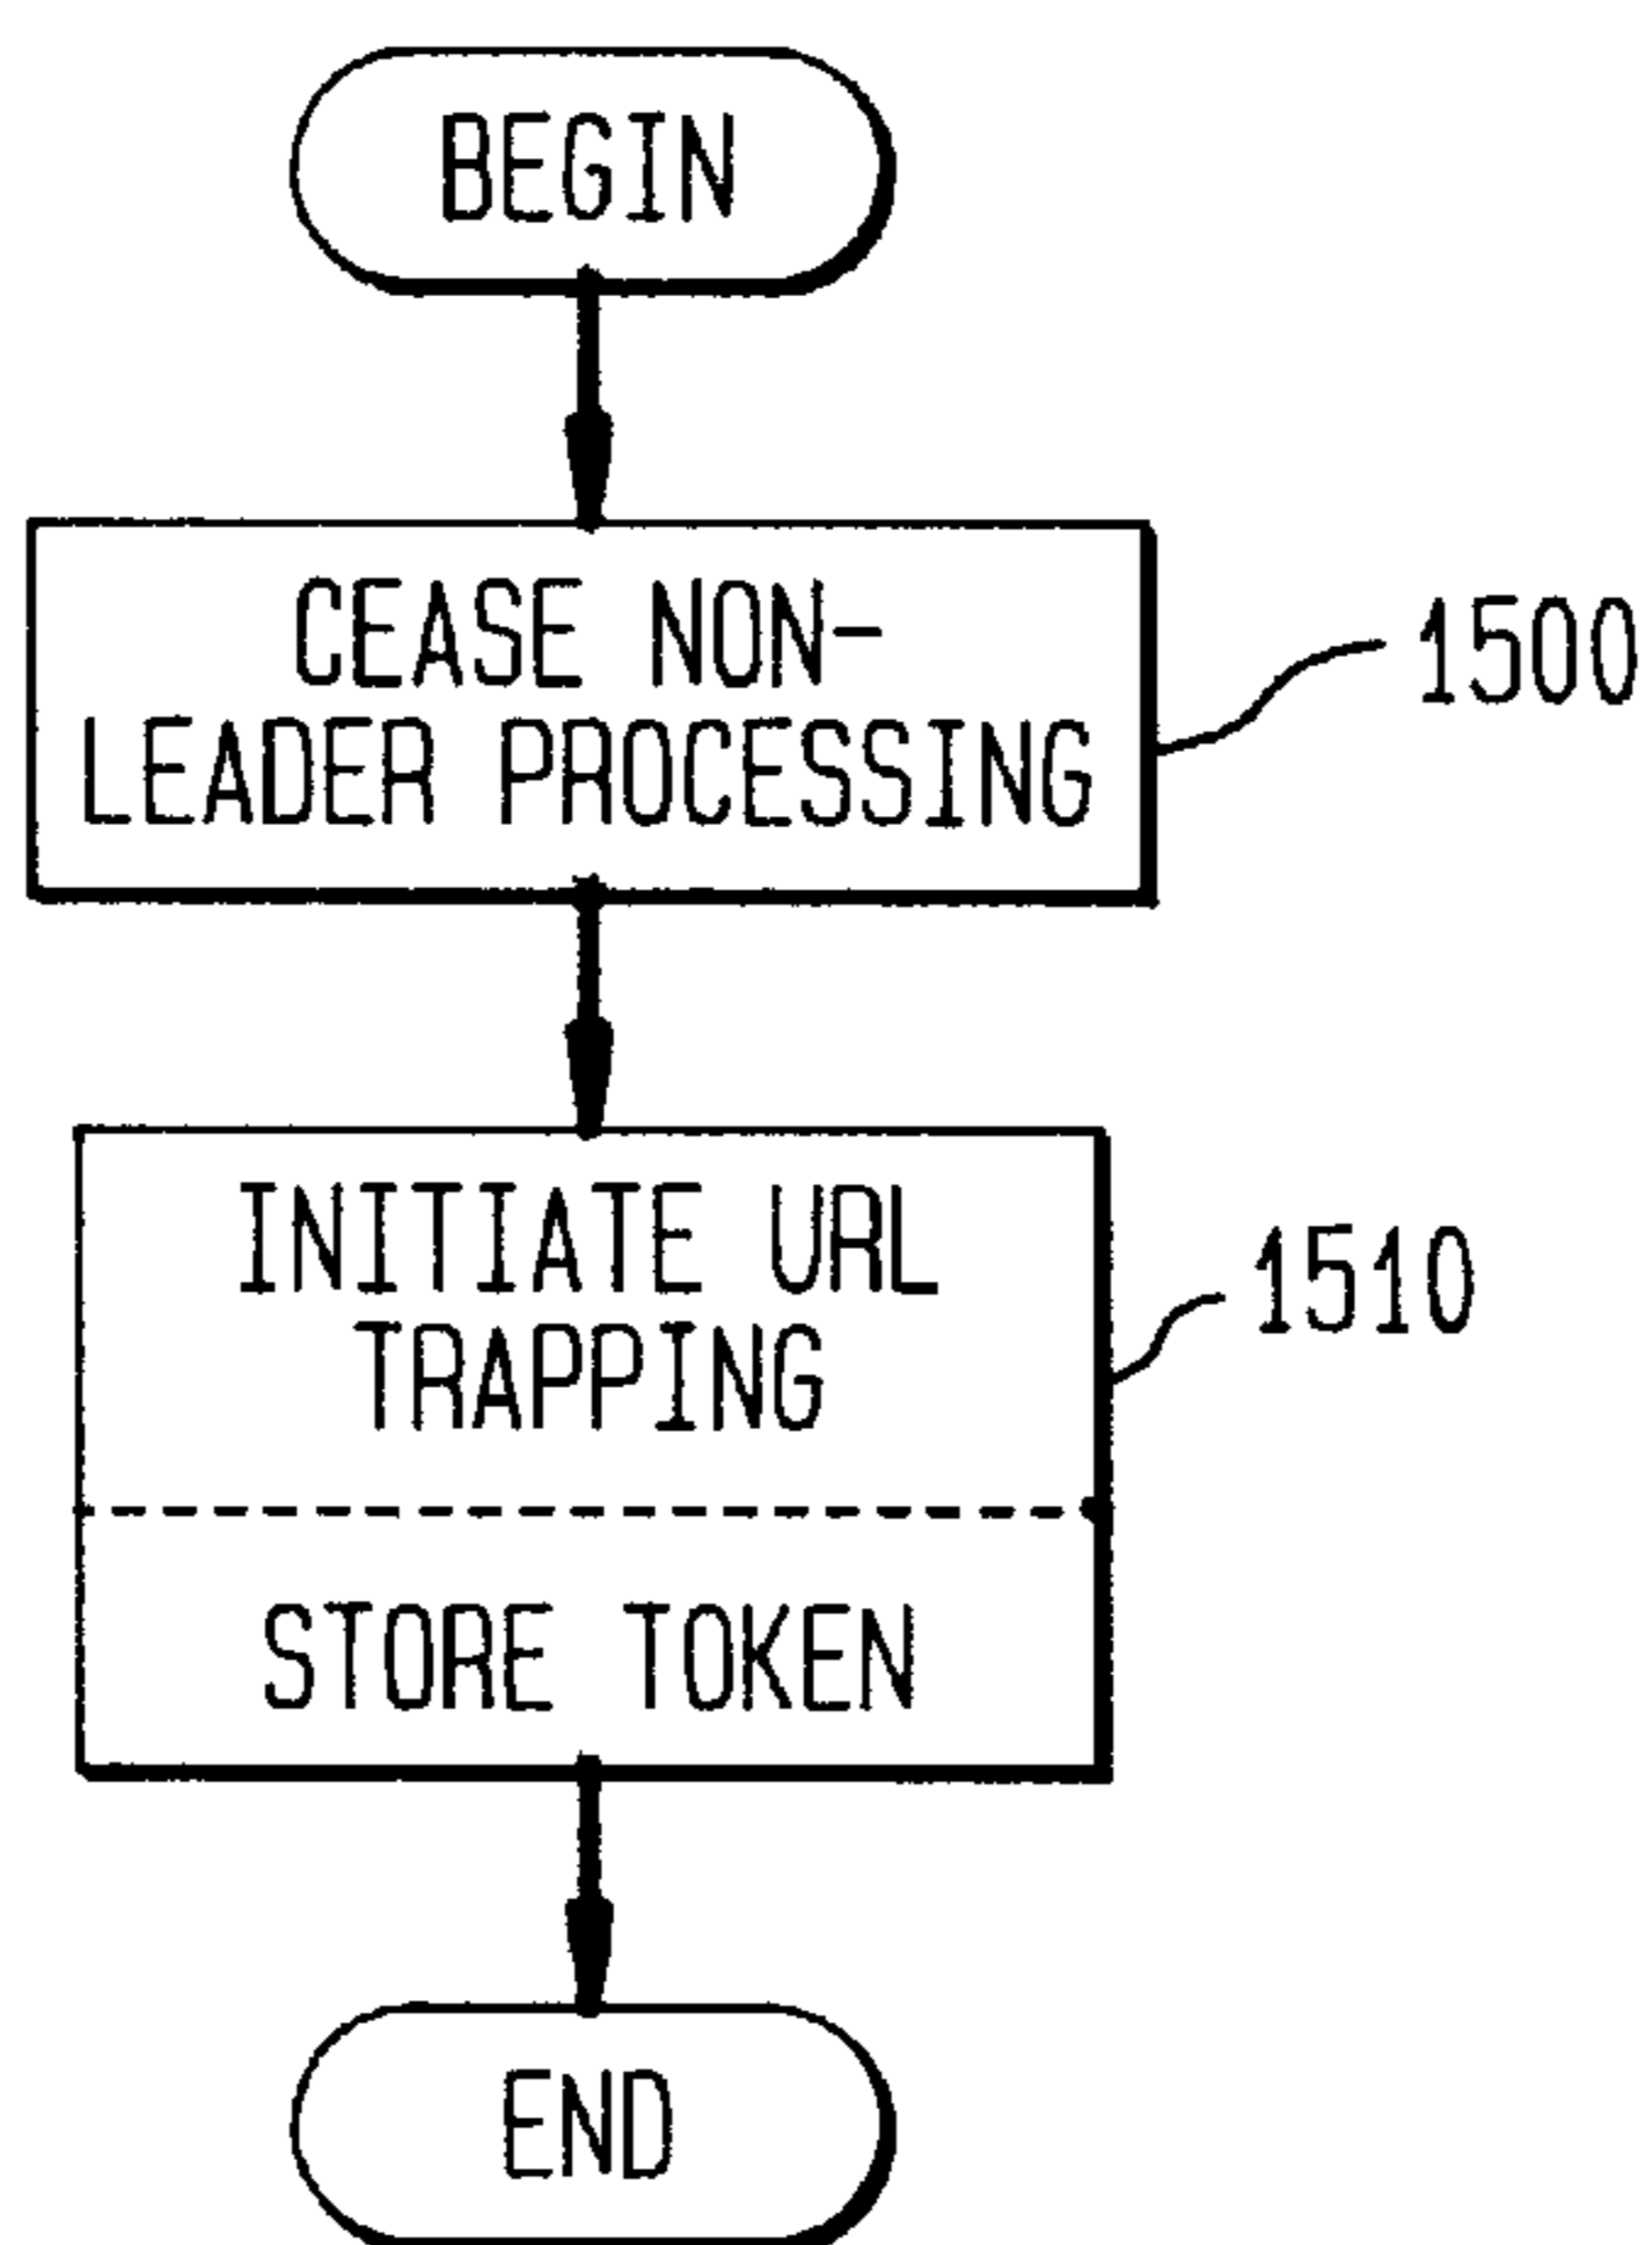 BEGIN
CEASE NON-
LEADER PROCESSING
1500
INITIATE URL
TRAPPING
1510
STORE TOKEN
END